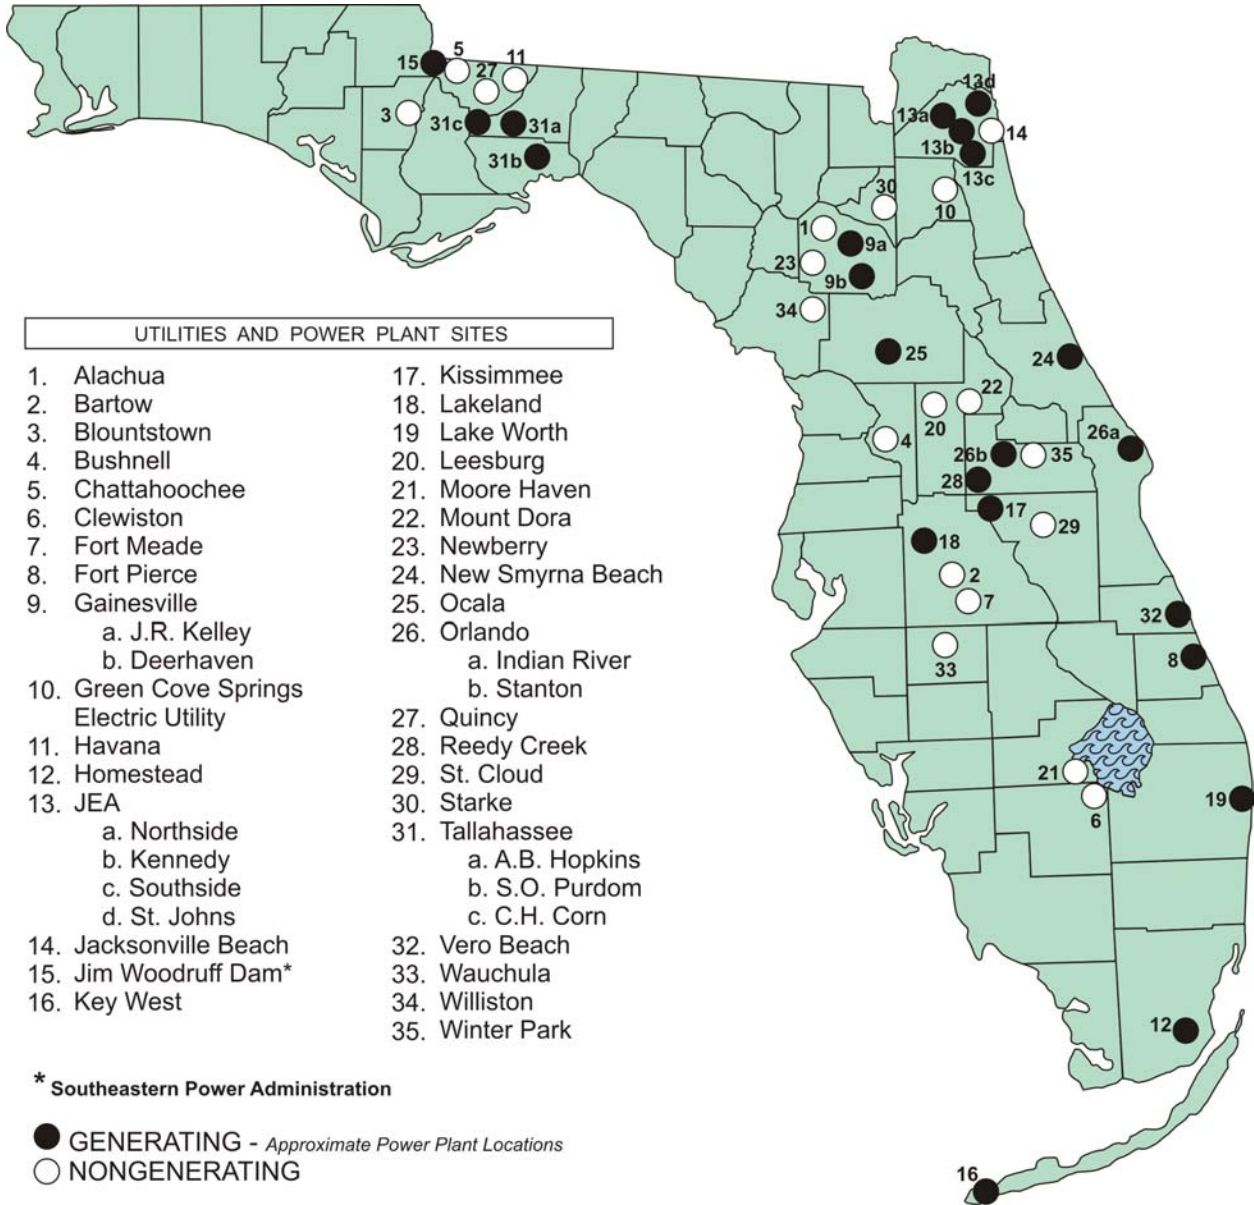 UTILITIES AND POWER PLANT SITES
1. Alachua
2. Bartow
3. Blountstown
4. Bushnell
5. Chattahoochee
6. Clewiston
7. Fort Meade
8. Fort Pierce
9. Gainesville
a. J.R. Kelley
b. Deerhaven
10. Green Cove Springs
Electric Utility
11. Havana
12. Homestead
13. JEA
a. Northside
b. Kennedy
c. Southside
d. St. Johns
14. Jacksonville Beach
15. Jim Woodruff Dam*
16. Key West
17. Kissimmee
18. Lakeland
19 Lake Worth
20. Leesburg
21. Moore Haven
22. Mount Dora
23. Newberry
24. New Smyrna Beach
25. Ocala
26. Orlando
a. Indian River
b. Stanton
27. Quincy
28. Reedy Creek
29. St. Cloud
30. Starke
31. Tallahassee
a. A.B. Hopkins
b. S.O. Purdom
c. C.H. Corn
32. Vero Beach
33. Wauchula
34. Williston
35. Winter Park
* Southeastern Power Administration
GENERATING - Approximate Power Plant Locations
NONGENERATING
15
5
11
27
3
31c
31a
31b
13d
13a
14
13b
13c
30
10
1
9a
23
9b
34
25
24
22
20
4
26a
26b
35
28
17
29
18
2
7
32
33
8
21
6
19
12
16